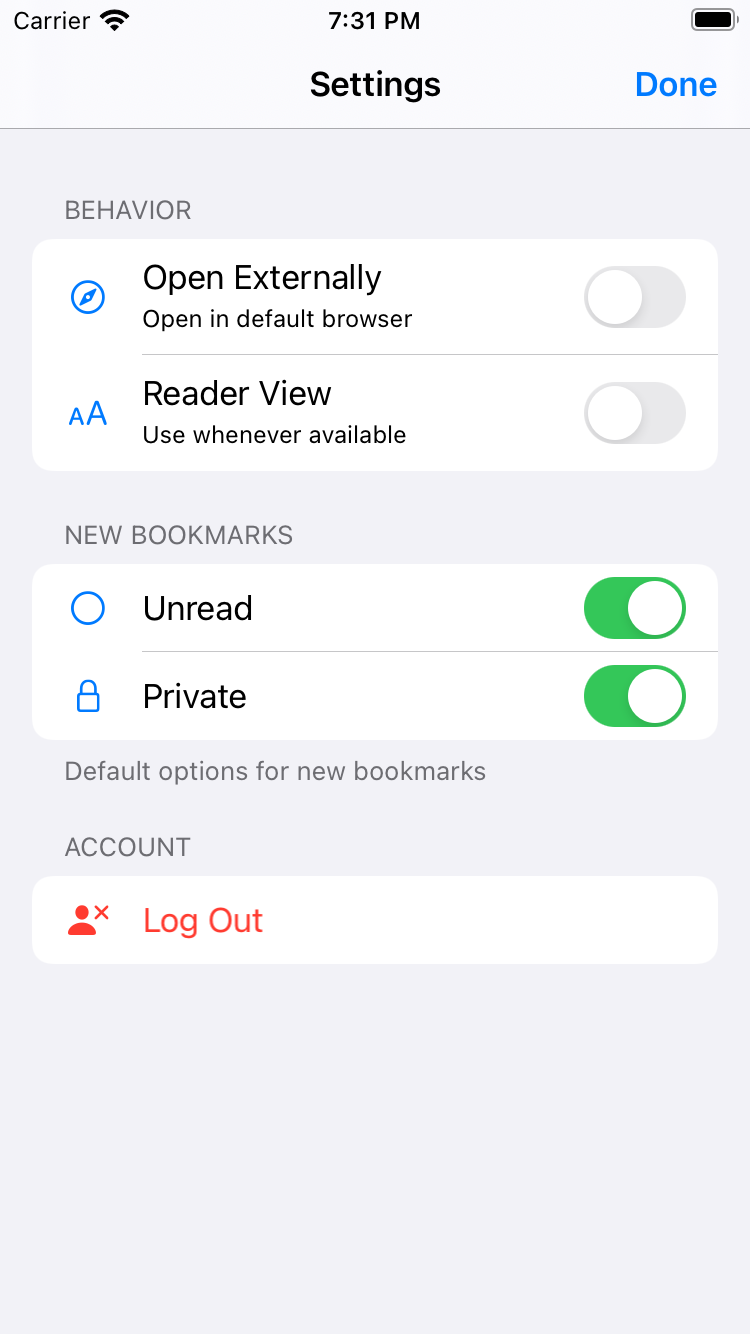 Carrier 7:31 PM
Settings Done
BEHAVIOR
Open Externally
Open in default browser
AA Reader View
Use whenever available
NEW BOOKMARKS
Unread
Private
Default options for new bookmarks
ACCOUNT
Log Out